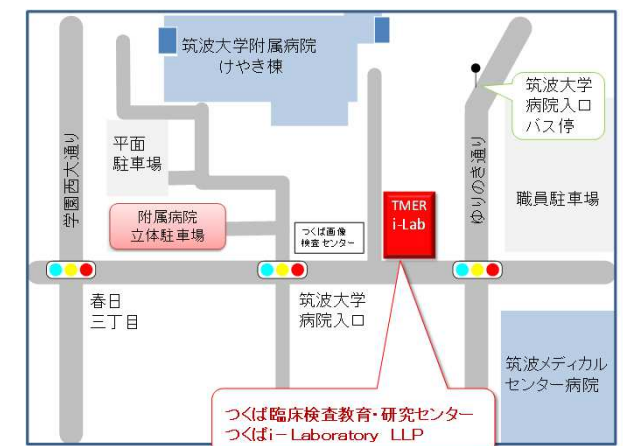 筑波大学附属病院
けやき棟
筑波大学
病院入口
バス停
平面
駐車場
学園西大通り
ゆりのき通り
職員駐車場
附属病院
立体駐車場
つくば画像
検査センター
TMER
i-Lab
春日
三丁目
筑波大学
病院入口
筑波メディカル
センター病院
つくば臨床検査教育・研究センター
つくばi-Laboratory LLP